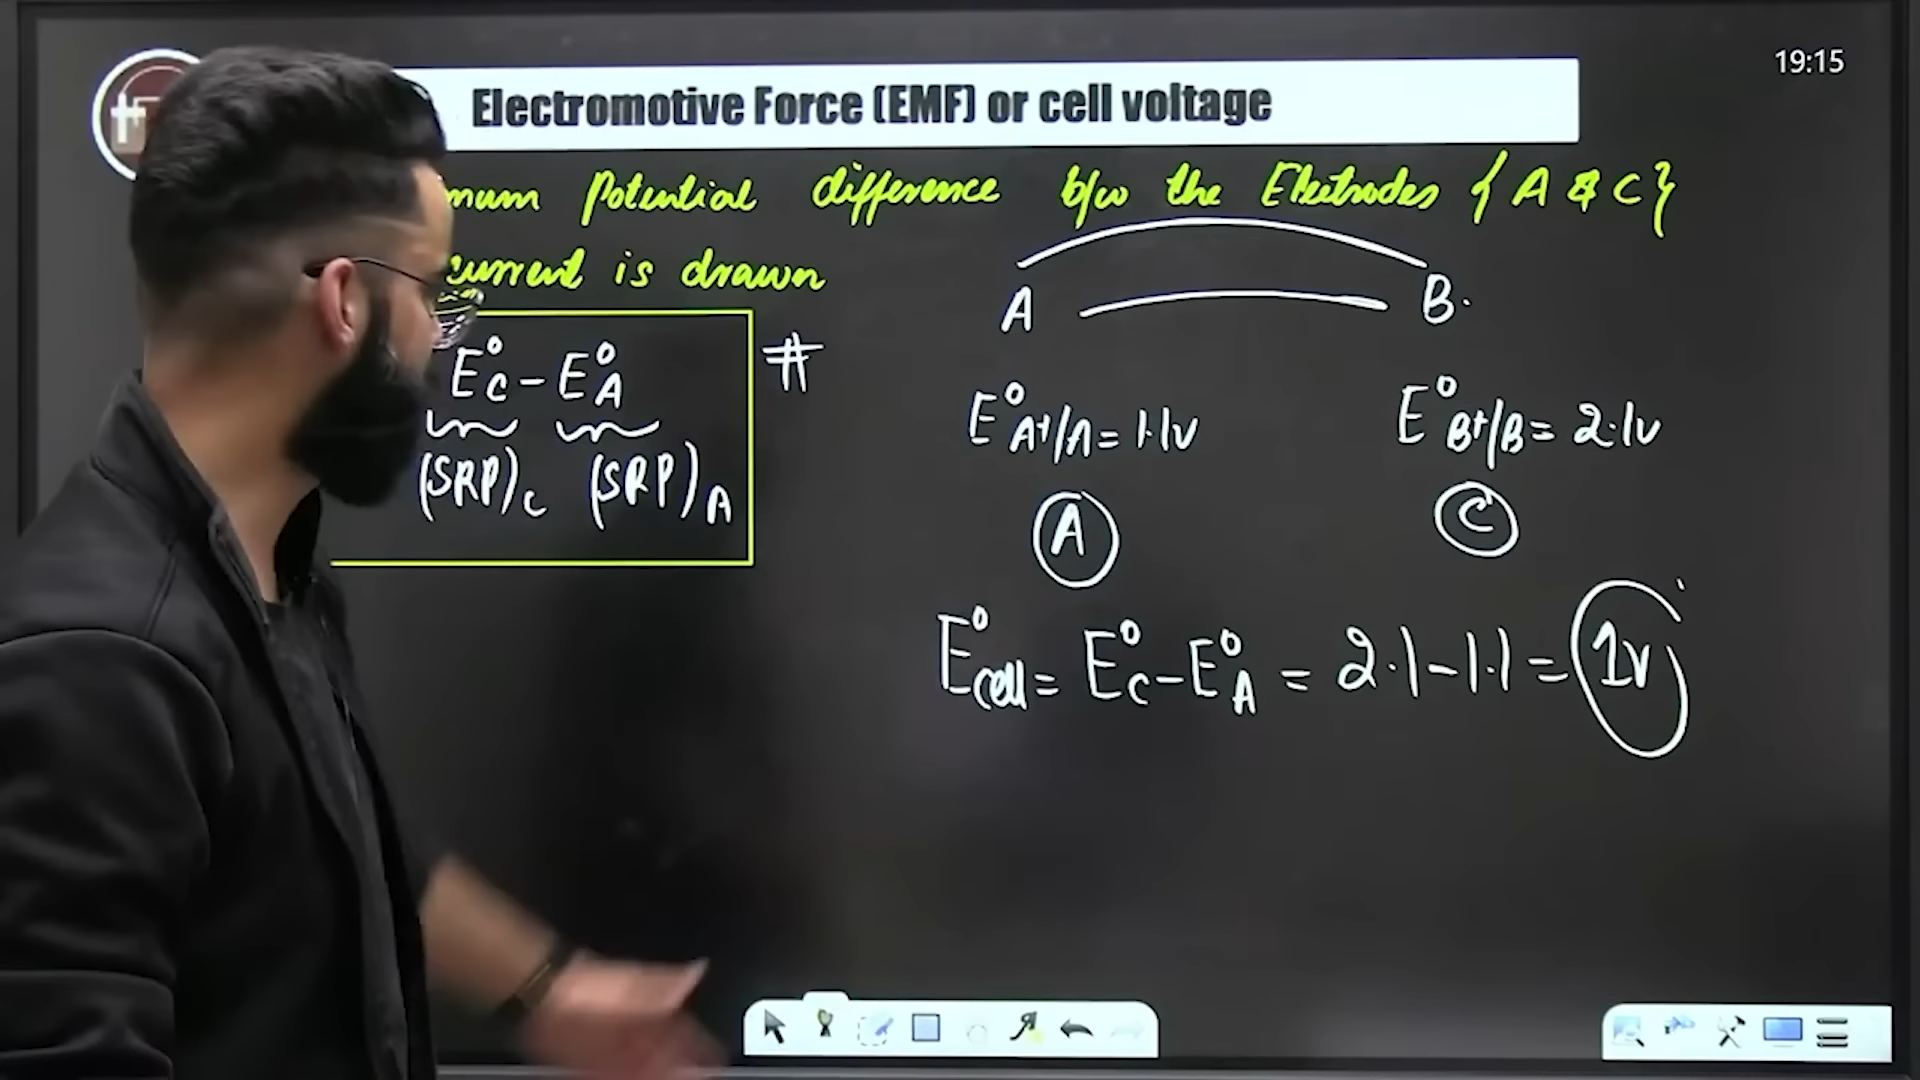 19:15
Electromotive Force (EMF) or cell voltage
Potential difference b/w the Electrodes { A & C }
current is drawn
A B.
E°C - E°A #
(SRP)C (SRP)A
E°A+/A = 1.1v E°B+/B = 2.1v
A C
E°cell = E°C - E°A = 2.1 - 1.1 = 1v